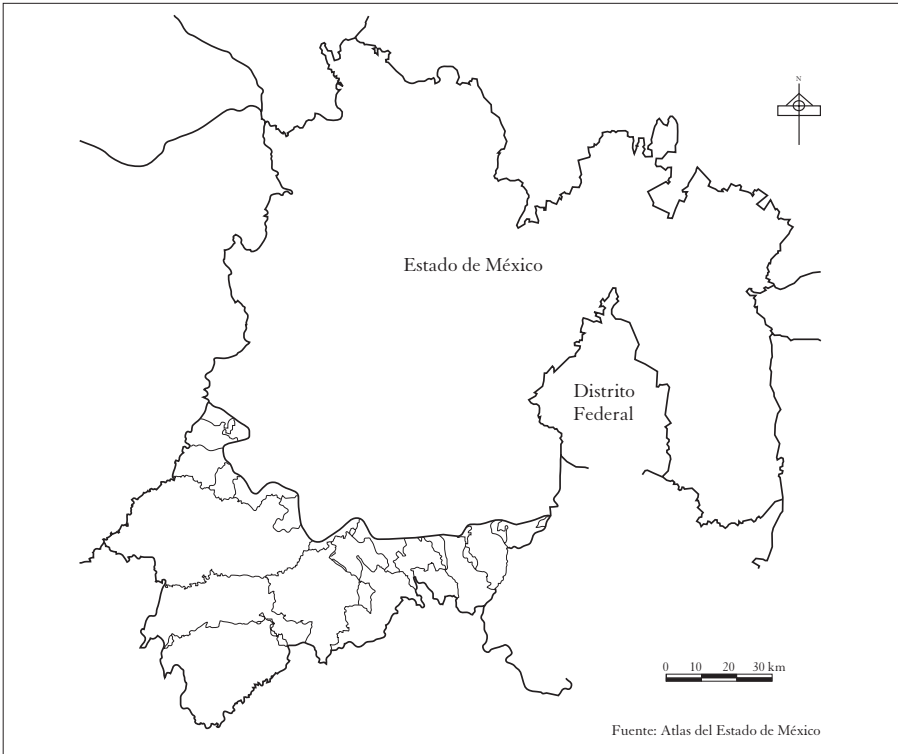 N
Estado de México
Distrito
Federal
0 10 20 30 km
Fuente: Atlas del Estado de México